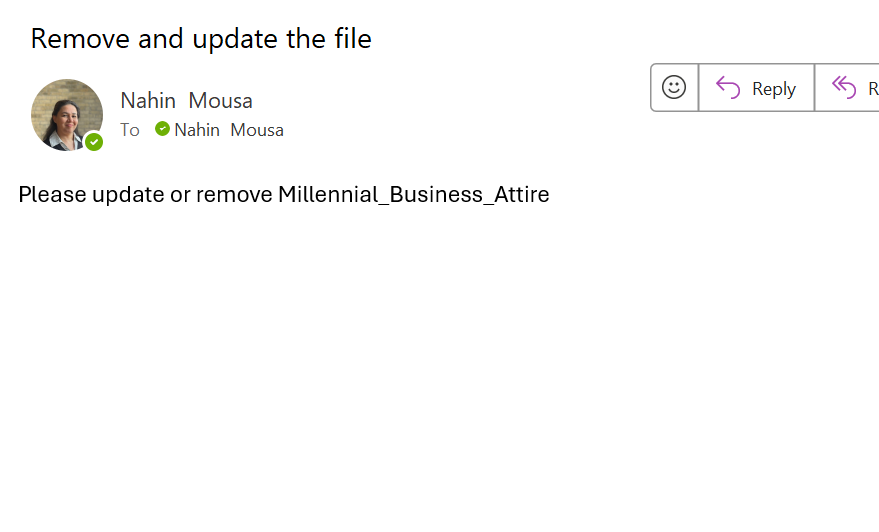 Remove and update the file
Nahin Mousa
Reply
To Nahin Mousa
Please update or remove Millennial_Business_Attire